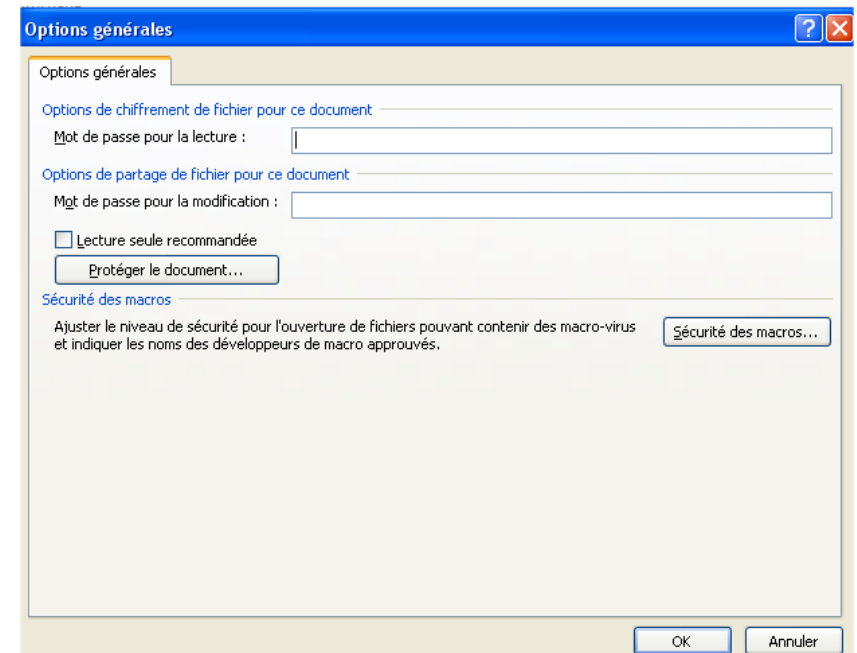 Options générales
Options générales
Options de chiffrement de fichier pour ce document
Mot de passe pour la lecture :
Options de partage de fichier pour ce document
Mot de passe pour la modification :
Lecture seule recommandée
Protéger le document...
Sécurité des macros
Ajuster le niveau de sécurité pour l'ouverture de fichiers pouvant contenir des macro-virus
et indiquer les noms des développeurs de macro approuvés.
Sécurité des macros...
OK Annuler